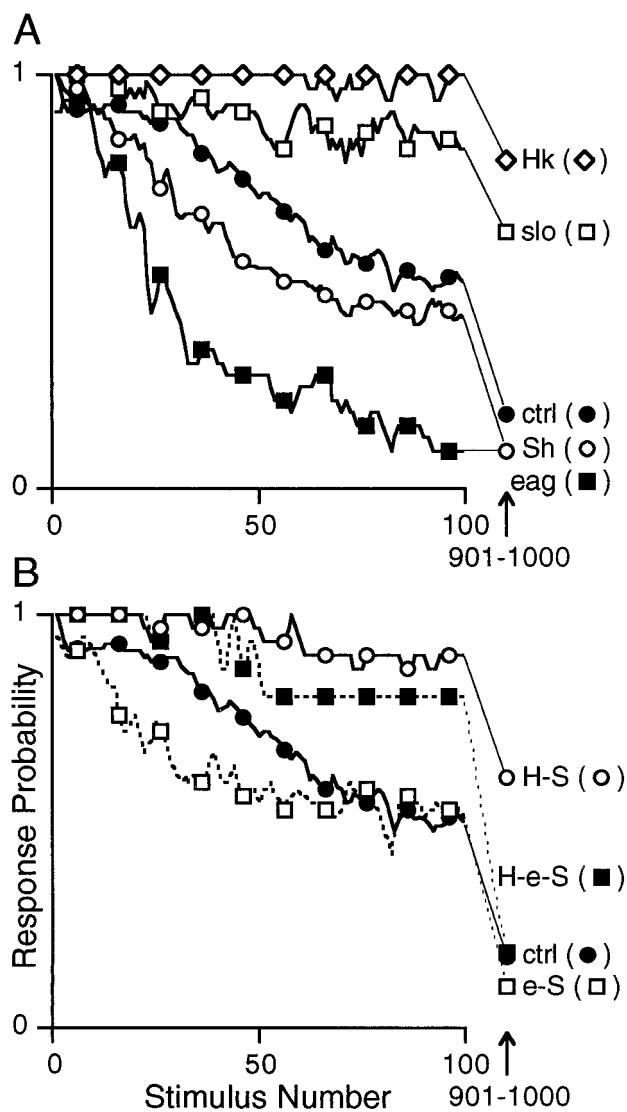 A
1
Hk ( ◇ )
slo ( □ )
ctrl ( ● )
Sh ( ○ )
eag ( ■ )
0
0 50 100
901-1000
B
1
Response Probability
H-S ( ○ )
H-e-S ( ■ )
ctrl ( ● )
e-S ( □ )
0
0 50 100
Stimulus Number
901-1000